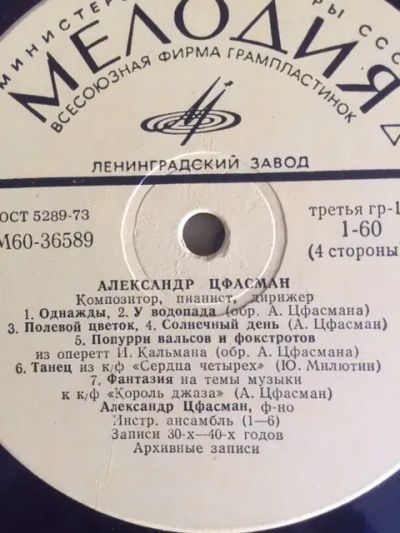 МИНИСТЕРС РЫ СССР
МЕЛОДИЯ
ВСЕСОЮЗНАЯ ФИРМА ГРАМПЛАСТИНОК
ЛЕНИНГРАДСКИЙ ЗАВОД
ГОСТ 5289-73
третья гр-
М60-36589
1-60
(4 стороны)
АЛЕКСАНДР ЦФАСМАН
Композитор, пианист, дирижер
1. Однажды, 2. У водопада (обр. А. Цфасмана)
3. Полевой цветок, 4. Солнечный день (А. Цфасман)
5. Попурри вальсов и фокстротов
из оперетт И. Кальмана (обр. А. Цфасмана)
6. Танец из к/ф «Сердца четырех» (Ю. Милютин)
7. Фантазия на темы музыки
к к/ф «Король джаза» (А. Цфасман)
Александр Цфасман, ф-но
Инстр. ансамбль (1—6)
Записи 30-х—40-х годов
Архивные записи